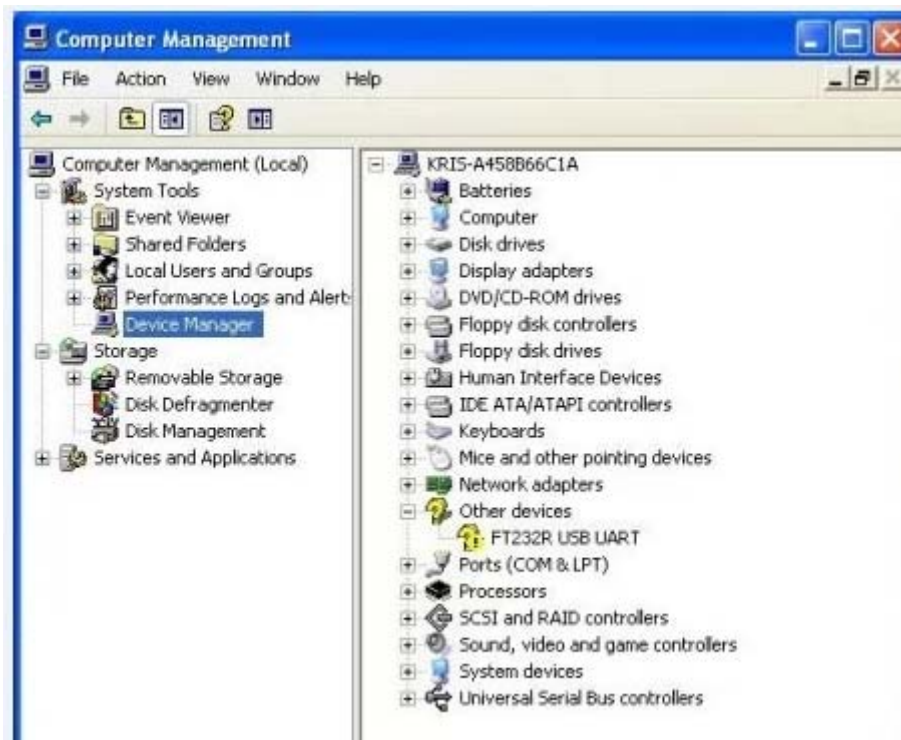 Computer Management
File Action View Window Help
Computer Management (Local)
System Tools
Event Viewer
Shared Folders
Local Users and Groups
Performance Logs and Alert
Device Manager
Storage
Removable Storage
Disk Defragmenter
Disk Management
Services and Applications
KRIS-A458B66C1A
Batteries
Computer
Disk drives
Display adapters
DVD/CD-ROM drives
Floppy disk controllers
Floppy disk drives
Human Interface Devices
IDE ATA/ATAPI controllers
Keyboards
Mice and other pointing devices
Network adapters
Other devices
FT232R USB UART
Ports (COM & LPT)
Processors
SCSI and RAID controllers
Sound, video and game controllers
System devices
Universal Serial Bus controllers